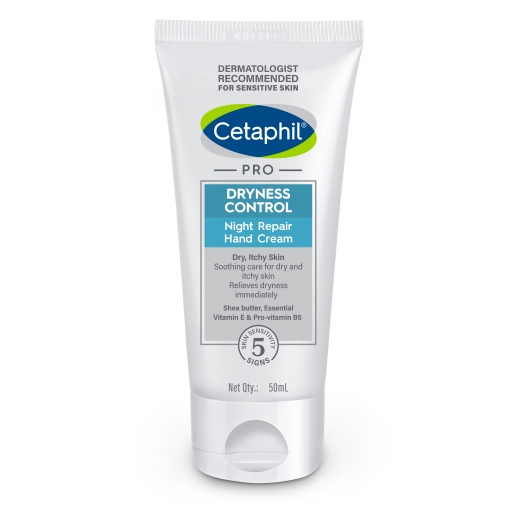 DERMATOLOGIST
RECOMMENDED
FOR SENSITIVE SKIN
Cetaphil®
PRO
DRYNESS
CONTROL
Night Repair
Hand Cream
Dry, Itchy Skin
Soothing care for dry and
itchy skin
Relieves dryness
immediately
Shea butter, Essential
Vitamin E & Pro-vitamin B5
SKIN SENSITIVITY
5
SIGNS
Net Qty.: 50mL